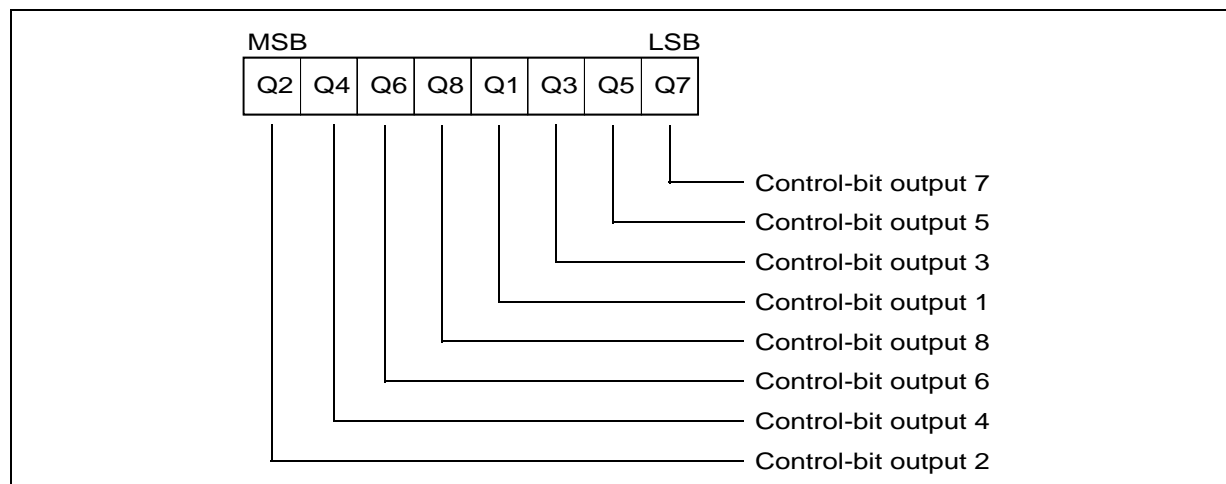 MSB LSB
Q2 Q4 Q6 Q8 Q1 Q3 Q5 Q7
Control-bit output 7
Control-bit output 5
Control-bit output 3
Control-bit output 1
Control-bit output 8
Control-bit output 6
Control-bit output 4
Control-bit output 2